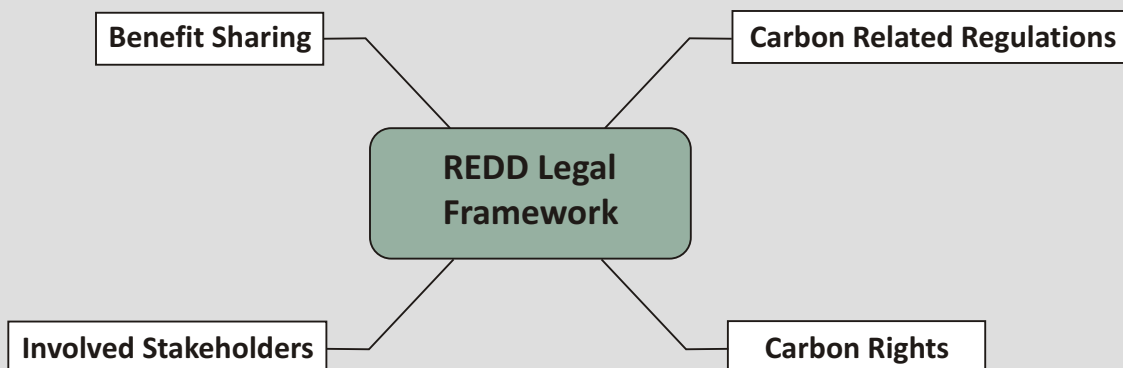 Benefit Sharing
Carbon Related Regulations
REDD Legal
Framework
Involved Stakeholders
Carbon Rights